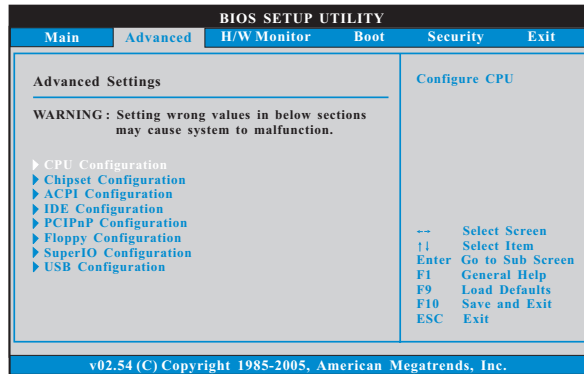 BIOS SETUP UTILITY
Main Advanced H/W Monitor Boot Security Exit
Advanced Settings
WARNING : Setting wrong values in below sections
may cause system to malfunction.
CPU Configuration
Chipset Configuration
ACPI Configuration
IDE Configuration
PCIPnP Configuration
Floppy Configuration
SuperIO Configuration
USB Configuration
Configure CPU
↔ Select Screen
↑↓ Select Item
Enter Go to Sub Screen
F1 General Help
F9 Load Defaults
F10 Save and Exit
ESC Exit
v02.54 (C) Copyright 1985-2005, American Megatrends, Inc.